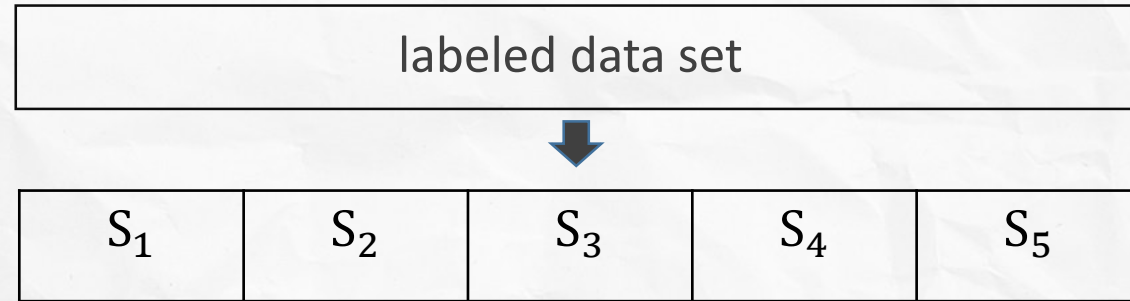 labeled data set
S₁ S₂ S₃ S₄ S₅